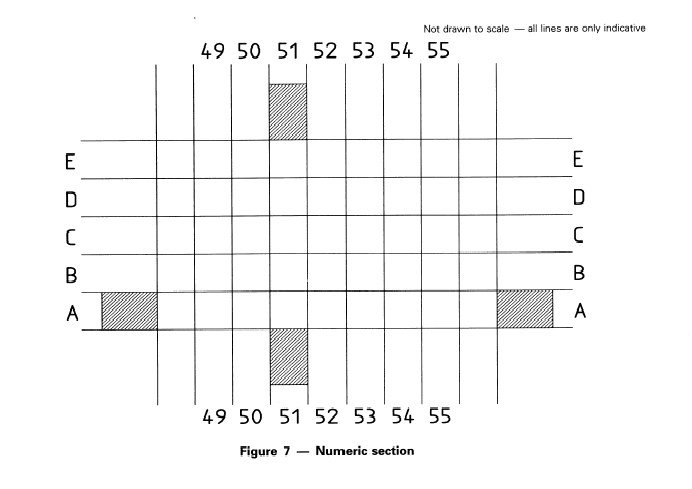 Not drawn to scale — all lines are only indicative
49 50 51 52 53 54 55
E E
D D
C C
B B
A A
49 50 51 52 53 54 55
Figure 7 — Numeric section